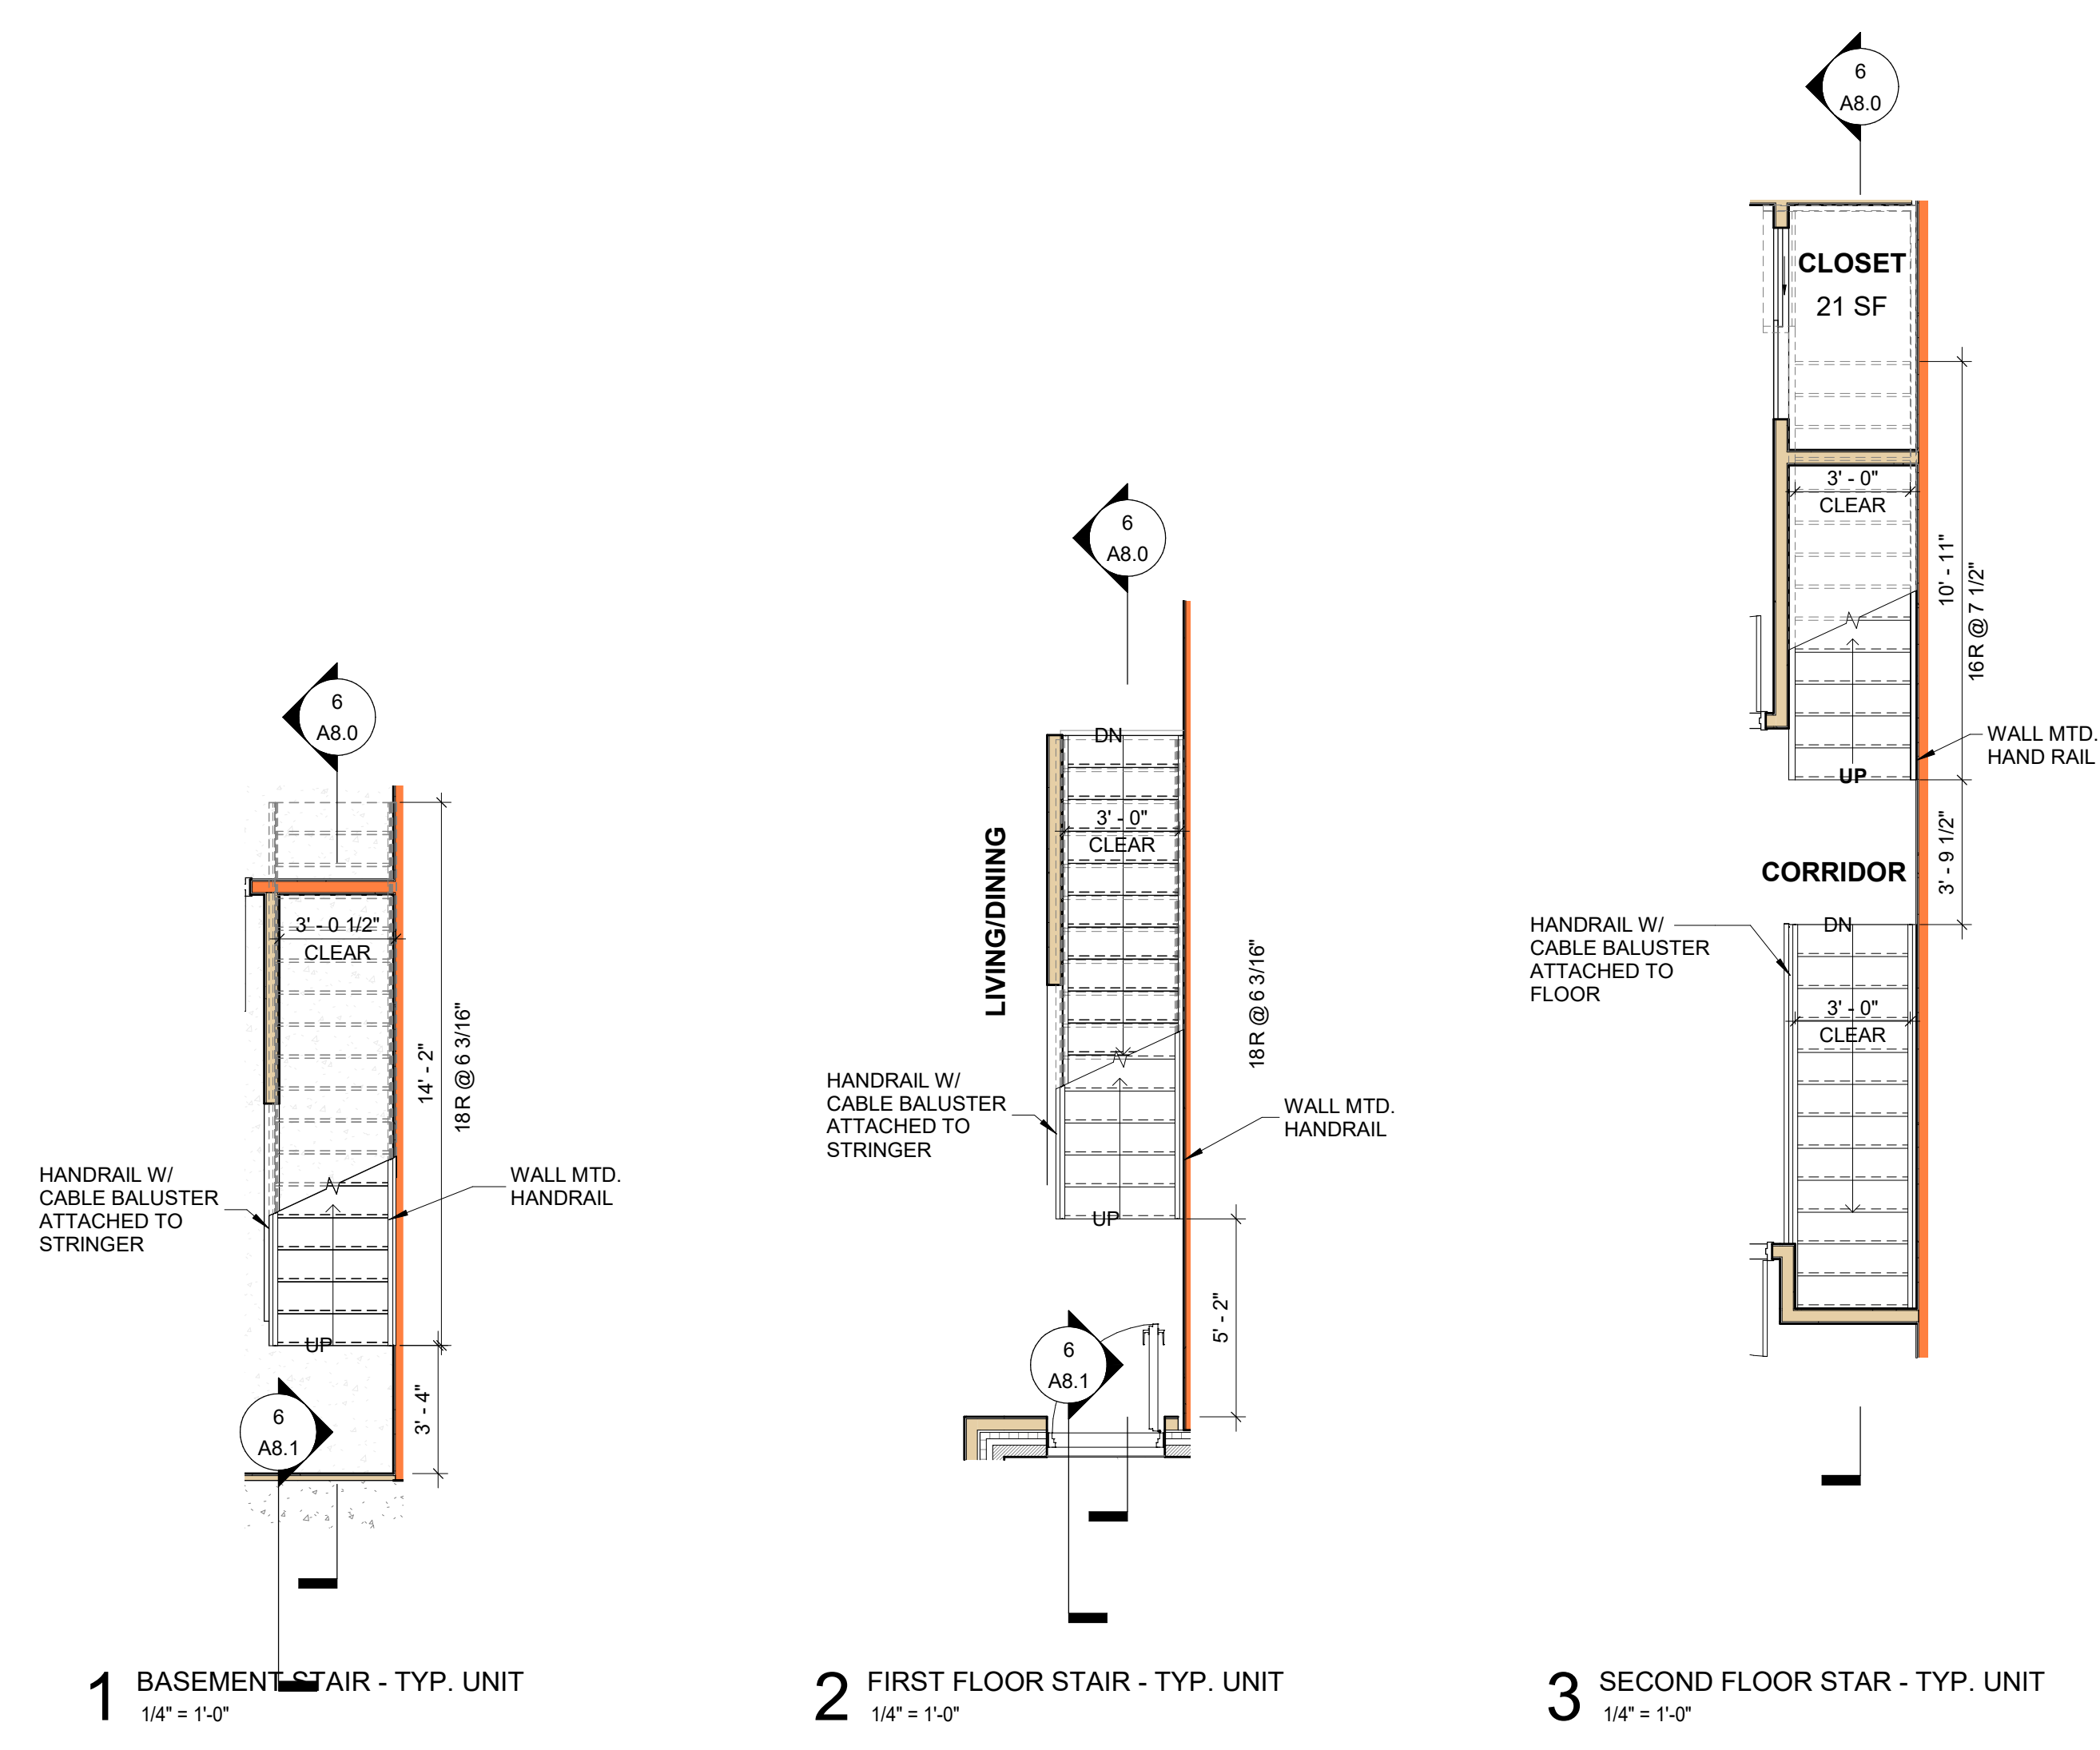 6
A8.0
3' - 0 1/2"
CLEAR
14' - 2"
18R @ 6 3/16"
HANDRAIL W/
CABLE BALUSTER
ATTACHED TO
STRINGER
WALL MTD.
HANDRAIL
UP
3' - 4"
6
A8.1
1 BASEMENT STAIR - TYP. UNIT
1/4" = 1'-0"
6
A8.0
DN
3' - 0"
CLEAR
LIVING/DINING
18R @ 6 3/16"
HANDRAIL W/
CABLE BALUSTER
ATTACHED TO
STRINGER
WALL MTD.
HANDRAIL
UP
5' - 2"
6
A8.1
2 FIRST FLOOR STAIR - TYP. UNIT
1/4" = 1'-0"
6
A8.0
CLOSET
21 SF
3' - 0"
CLEAR
10' - 11"
16R @ 7 1/2"
WALL MTD.
HAND RAIL
UP
3' - 9 1/2"
CORRIDOR
HANDRAIL W/
CABLE BALUSTER
ATTACHED TO
FLOOR
DN
3' - 0"
CLEAR
3 SECOND FLOOR STAR - TYP. UNIT
1/4" = 1'-0"